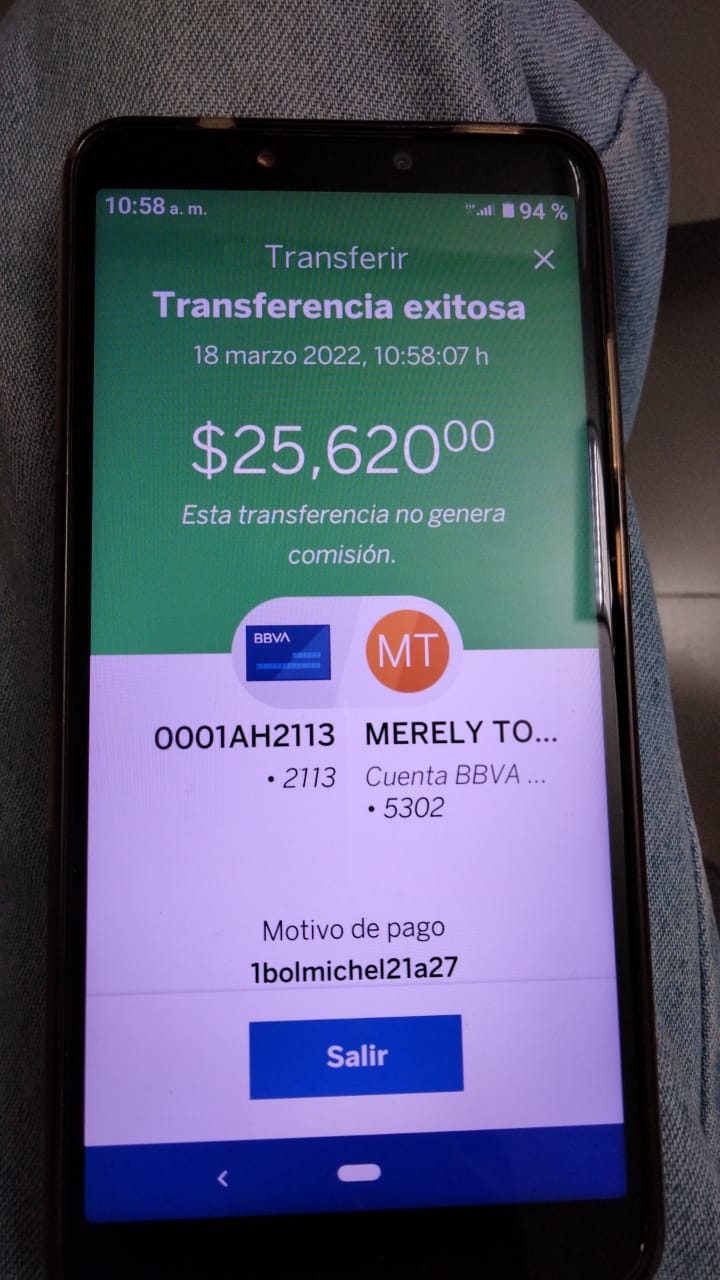 10:58 a. m.
94 %
Transferir
Transferencia exitosa
18 marzo 2022, 10:58:07 h
$25,620⁰⁰
Esta transferencia no genera
comisión.
BBVA
MT
0001AH2113
• 2113
MERELY TO...
Cuenta BBVA ...
• 5302
Motivo de pago
1bolmichel21a27
Salir